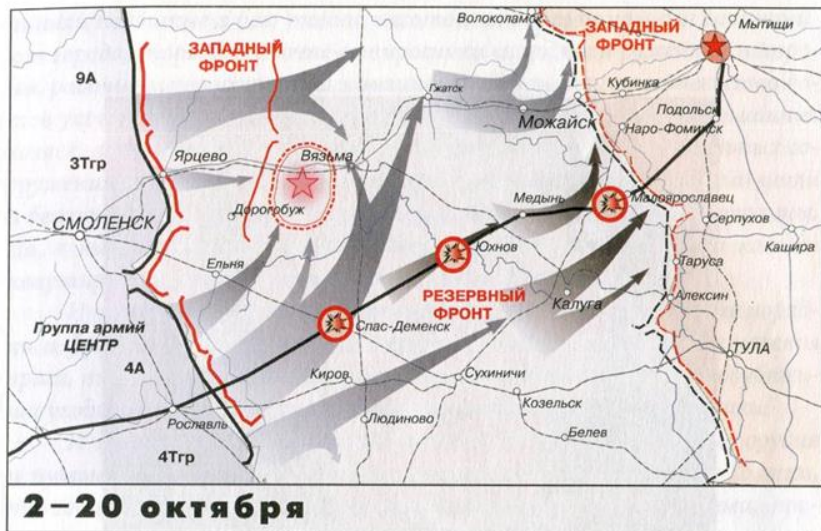 Волоколамск
ЗАПАДНЫЙ
ФРОНТ
Мытищи
ЗАПАДНЫЙ
ФРОНТ
9А
Гжатск
Кубинка
Можайск
Подольск
Наро-Фоминск
3Тгр
Ярцево
Вязьма
Дорогобуж
Медынь
Малоярославец
СМОЛЕНСК
Серпухов
Кашира
Ельня
Юхнов
Таруса
РЕЗЕРВНЫЙ
ФРОНТ
Калуга
Алексин
Группа армий
ЦЕНТР
Спас-Деменск
4А
ТУЛА
Киров
Сухиничи
Козельск
Рославль
Людиново
Белев
4Тгр
2–20 октября